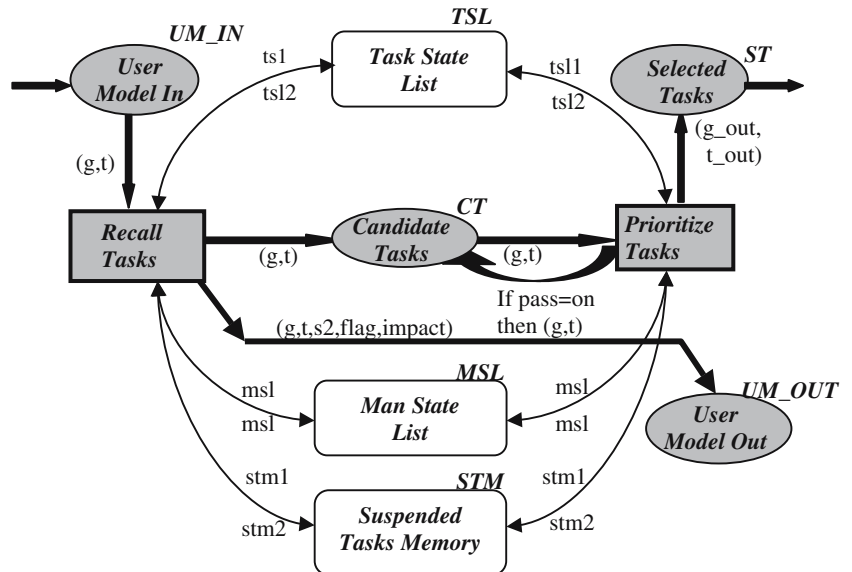 TSL
UM_IN
ST
User
Model In
ts1
tsl2
Task State
List
tsl1
tsl2
Selected
Tasks
(g,t)
(g_out,
t_out)
CT
Recall
Tasks
(g,t)
Candidate
Tasks
(g,t)
Prioritize
Tasks
If pass=on
then (g,t)
(g,t,s2,flag,impact)
MSL
msl
msl
Man State
List
msl
msl
UM_OUT
User
Model Out
STM
stm1
stm2
Suspended
Tasks Memory
stm1
stm2